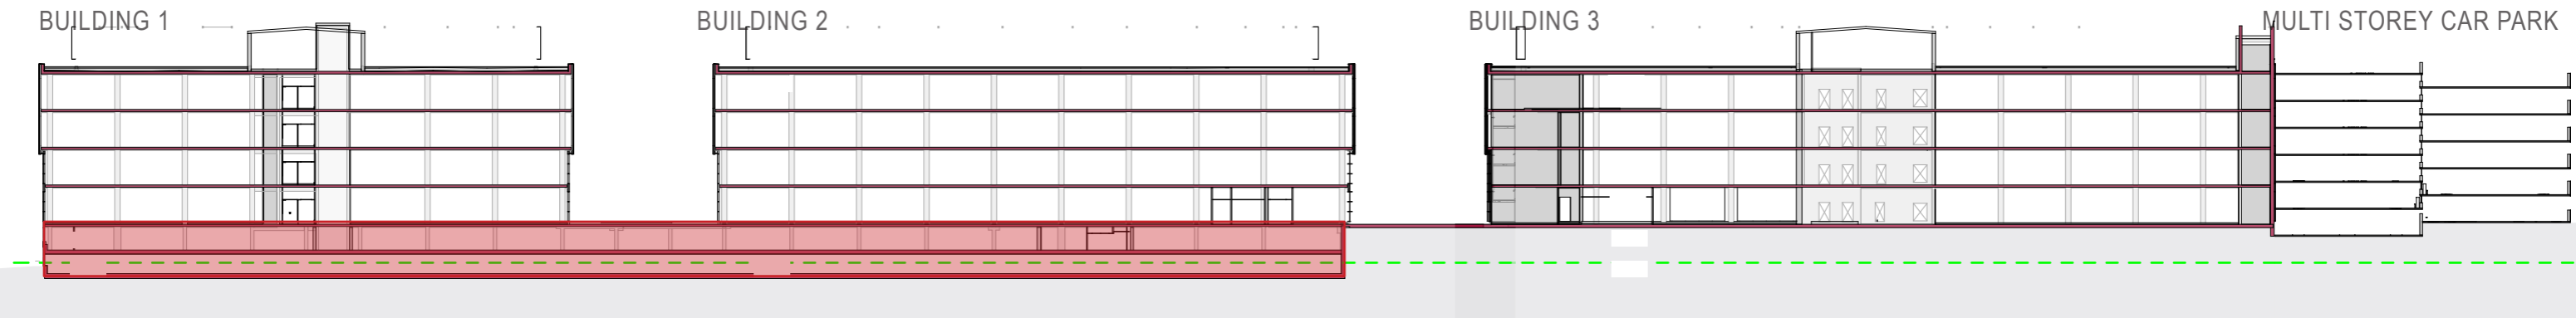 BUILDING 1
BUILDING 2
BUILDING 3
MULTI STOREY CAR PARK